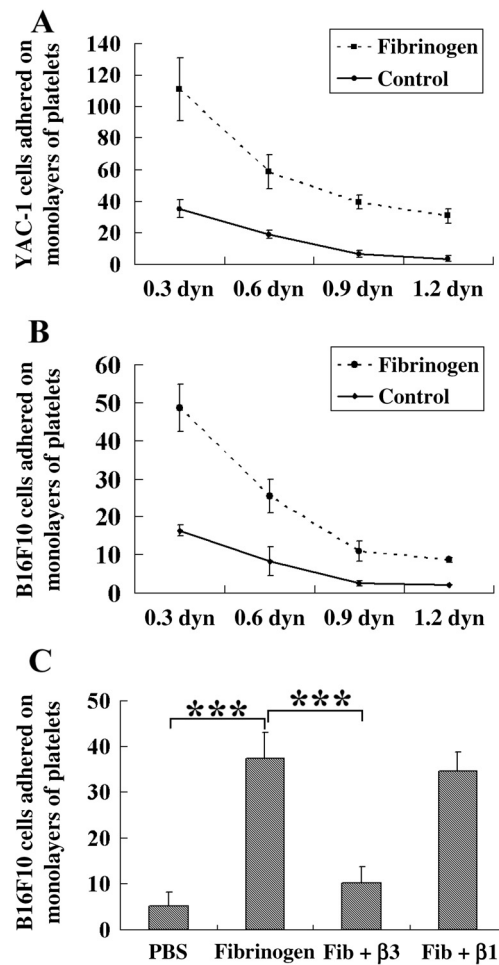 A
YAC-1 cells adhered on
monolayers of platelets
140
120
100
80
60
40
20
0
Fibrinogen
Control
0.3 dyn 0.6 dyn 0.9 dyn 1.2 dyn
B
B16F10 cells adhered on
monolayers of platelets
60
50
40
30
20
10
0
Fibrinogen
Control
0.3 dyn 0.6 dyn 0.9 dyn 1.2 dyn
C
B16F10 cells adhered on
monolayers of platelets
50
40
30
20
10
0
*** ***
PBS Fibrinogen Fib + β3 Fib + β1